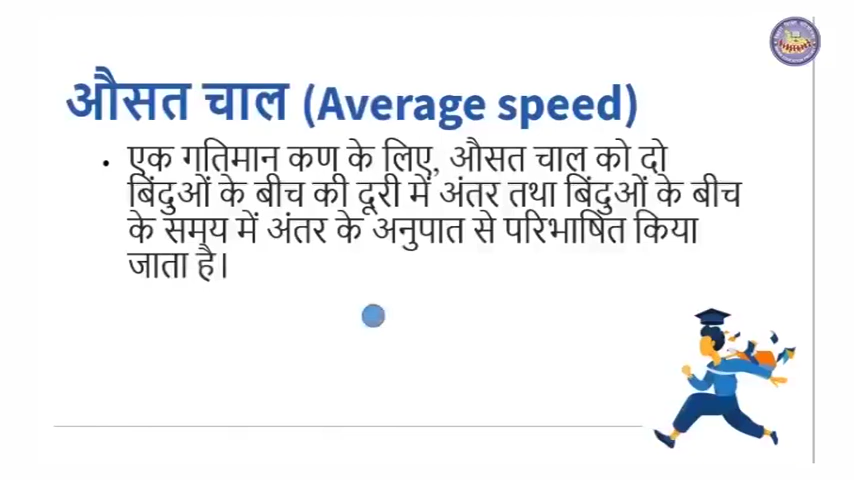 औसत चाल (Average speed)
• एक गतिमान कण के लिए, औसत चाल को दो
बिंदुओं के बीच की दूरी में अंतर तथा बिंदुओं के बीच
के समय में अंतर के अनुपात से परिभाषित किया
जाता है।